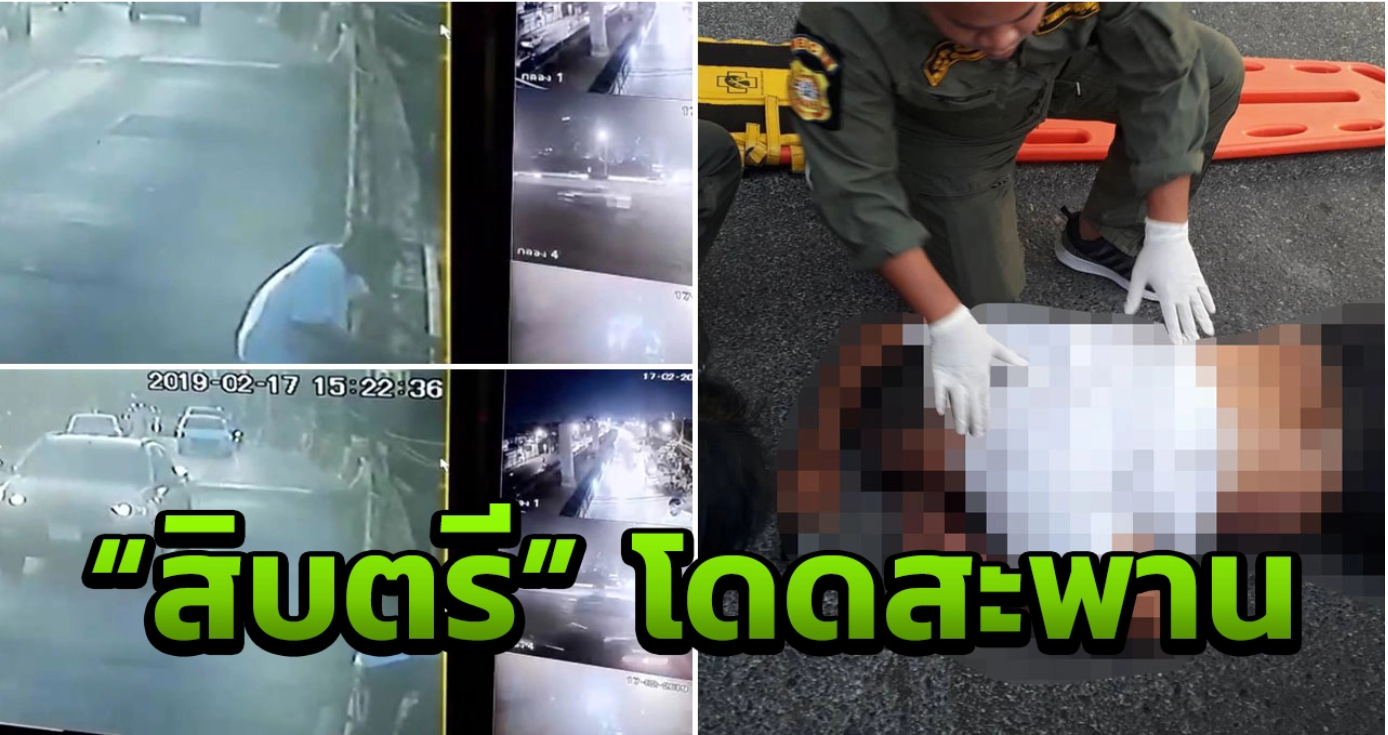 กล้อง 1
กล้อง 4
2019-02-17 15:22:36
"สิบตรี" โดดสะพาน